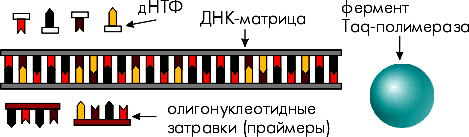 дНТФ
ДНК-матрица
фермент
Taq-полимераза
олигонуклеотидные
затравки (праймеры)